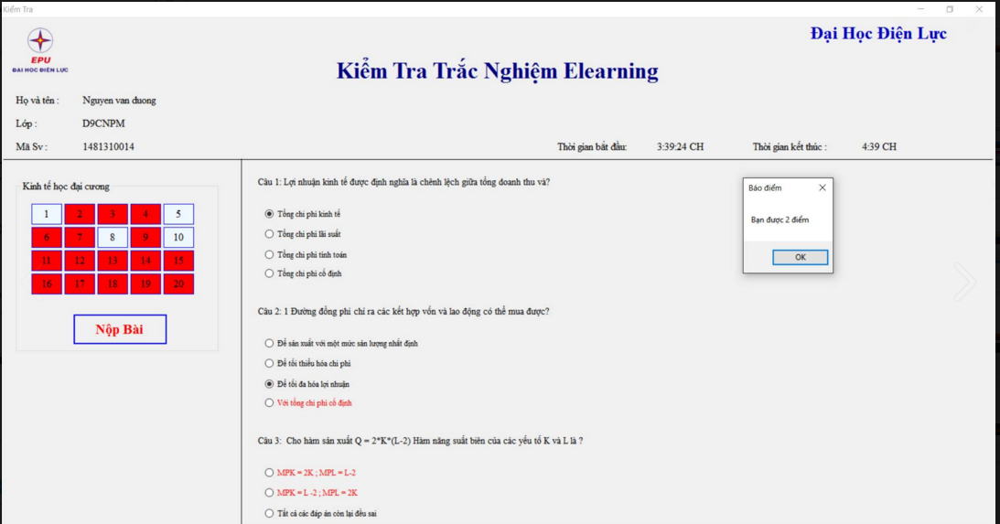 Kiểm Tra
EPU
ĐẠI HỌC ĐIỆN LỰC
Đại Học Điện Lực
Kiểm Tra Trắc Nghiệm Elearning
Họ và tên : Nguyen van duong
Lớp : D9CNPM
Mã Sv : 1481310014
Thời gian bắt đầu: 3:39:24 CH Thời gian kết thúc : 4:39 CH
Kinh tế học đại cương
1 2 3 4 5
6 7 8 9 10
11 12 13 14 15
16 17 18 19 20
Nộp Bài
Câu 1: Lợi nhuận kinh tế được định nghĩa là chênh lệch giữa tổng doanh thu và?
Tổng chi phí kinh tế
Tổng chi phí lãi suất
Tổng chi phí tính toán
Tổng chi phí cố định
Câu 2: 1 Đường đồng phí chỉ ra các kết hợp vốn và lao động có thể mua được?
Để sản xuất với một mức sản lượng nhất định
Để tối thiểu hóa chi phí
Để tối đa hóa lợi nhuận
Với tổng chi phí cố định
Câu 3: Cho hàm sản xuất Q = 2*K*(L-2) Hàm năng suất biên của các yếu tố K và L là ?
MPK = 2K ; MPL = L-2
MPK = L -2 ; MPL = 2K
Tất cả các đáp án còn lại đều sai
Báo điểm
Bạn được 2 điểm
OK